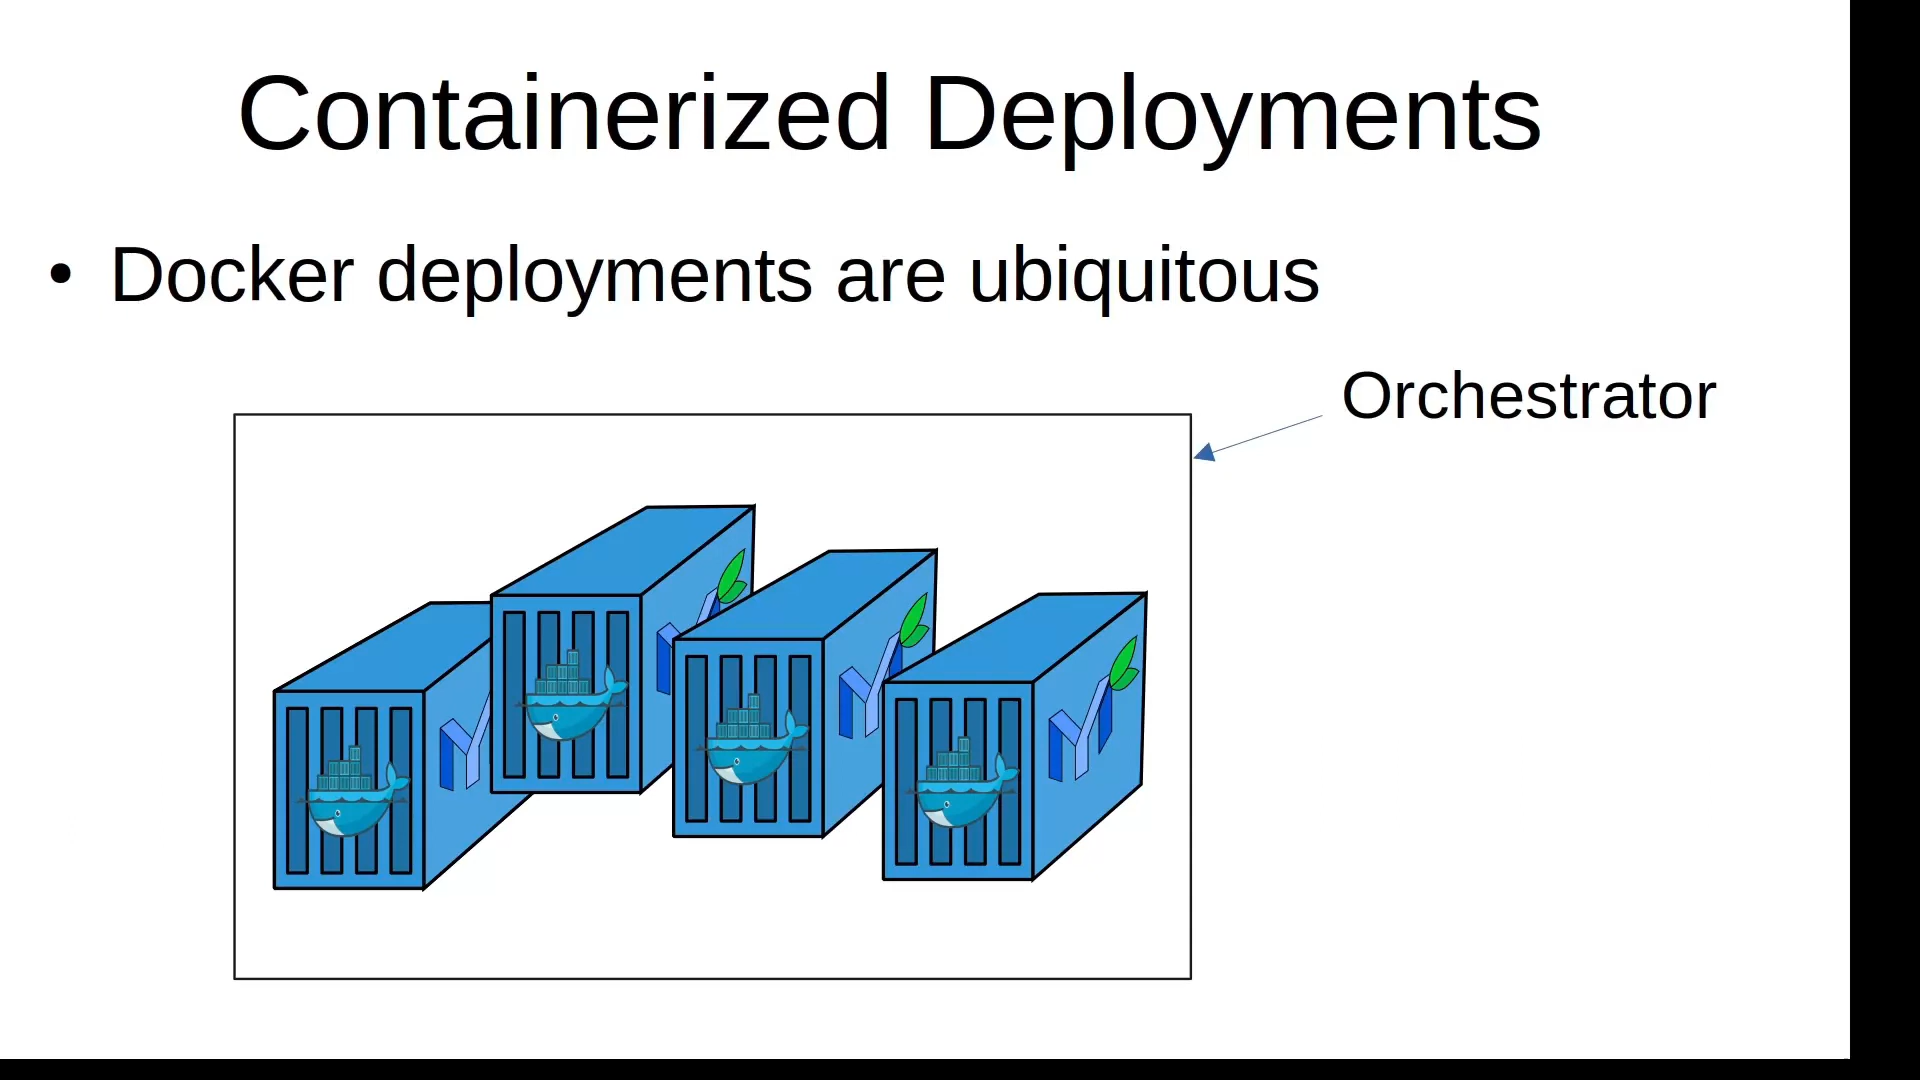 Containerized Deployments
• Docker deployments are ubiquitous
Orchestrator